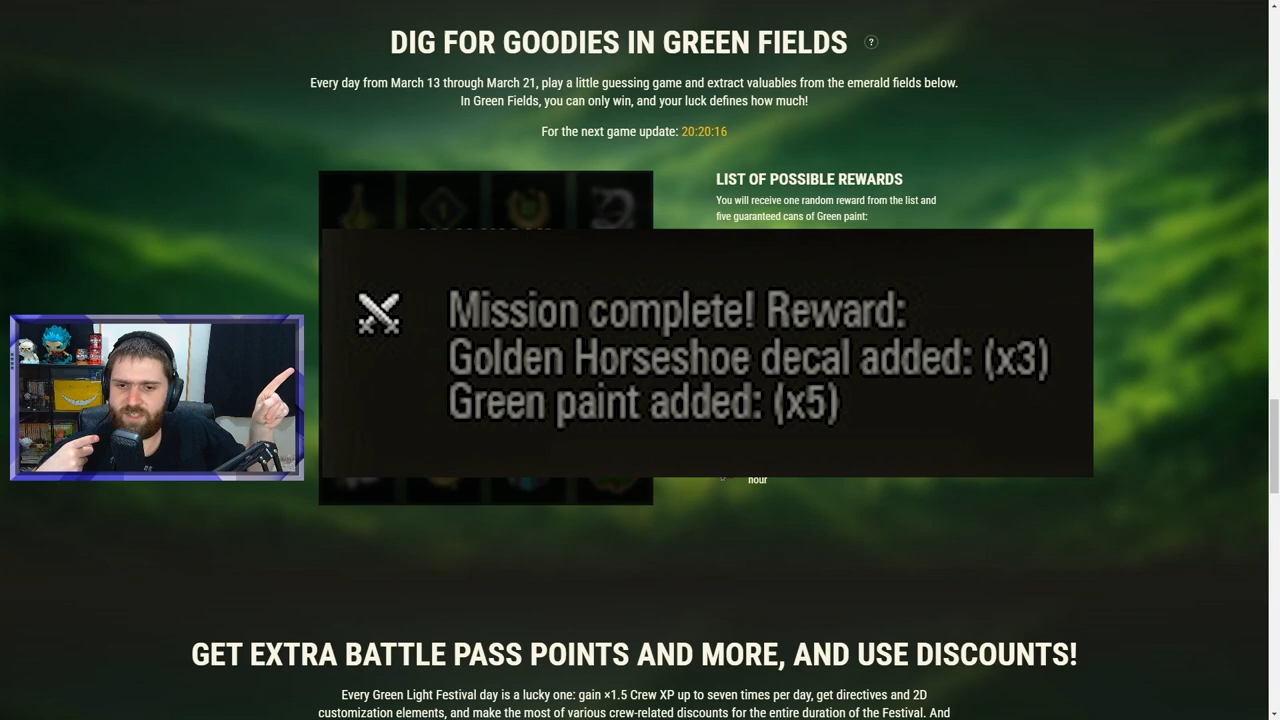 DIG FOR GOODIES IN GREEN FIELDS ?
Every day from March 13 through March 21, play a little guessing game and extract valuables from the emerald fields below.
In Green Fields, you can only win, and your luck defines how much!
For the next game update: 20:20:16
LIST OF POSSIBLE REWARDS
You will receive one random reward from the list and
five guaranteed cans of Green paint:
Mission complete! Reward:
Golden Horseshoe decal added: (x3)
Green paint added: (x5)
hour
GET EXTRA BATTLE PASS POINTS AND MORE, AND USE DISCOUNTS!
Every Green Light Festival day is a lucky one: gain ×1.5 Crew XP up to seven times per day, get directives and 2D
customization elements, and make the most of various crew-related discounts for the entire duration of the Festival. And